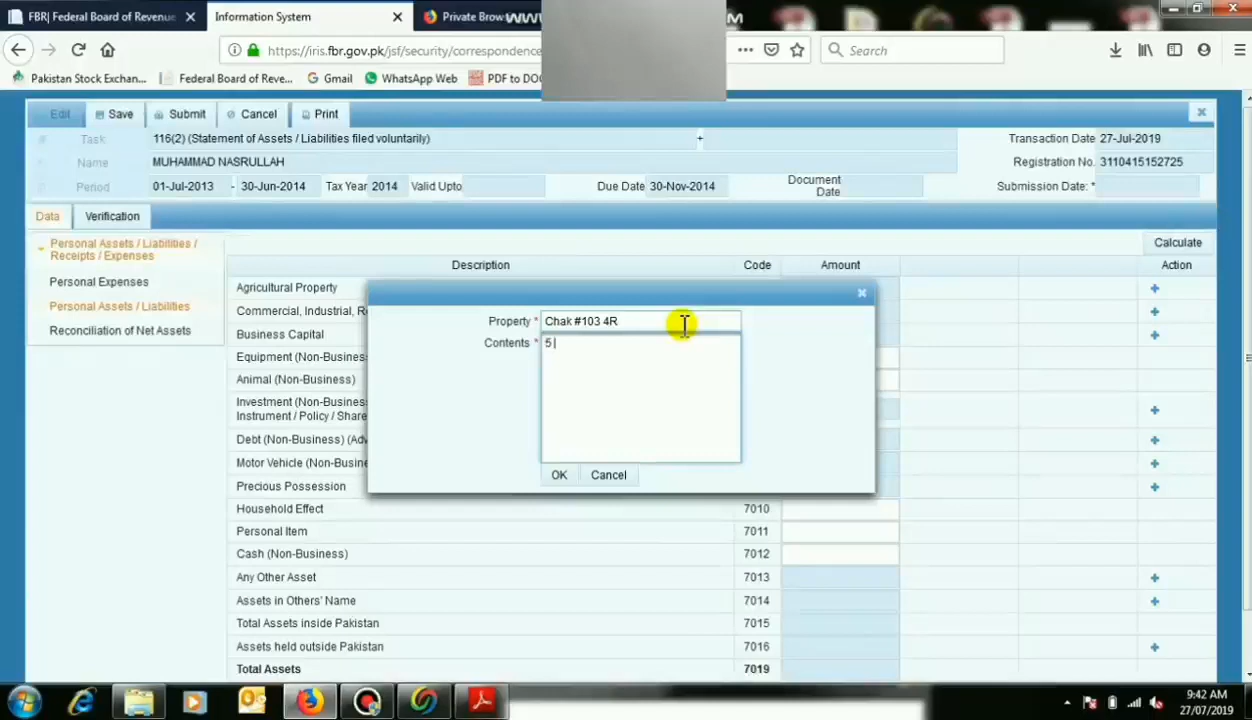 FBR| Federal Board of Revenue
Information System
Private Brow
WWW
M
https://iris.fbr.gov.pk/jsf/security/correspondence
Search
Pakistan Stock Exchan...
Federal Board of Reve...
Gmail
WhatsApp Web
PDF to DO
Edit Save Submit Cancel Print
Task 116(2) (Statement of Assets / Liabilities filed voluntarily) + Transaction Date 27-Jul-2019
Name MUHAMMAD NASRULLAH Registration No. 3110415152725
Period 01-Jul-2013 - 30-Jun-2014 Tax Year 2014 Valid Upto Due Date 30-Nov-2014 Document Date Submission Date: *
Data Verification
Personal Assets / Liabilities / Receipts / Expenses
Personal Expenses
Personal Assets / Liabilities
Reconciliation of Net Assets
Calculate
Description Code Amount Action
Agricultural Property
Commercial, Industrial, R
Business Capital
Equipment (Non-Business
Animal (Non-Business)
Investment (Non-Busines
Instrument / Policy / Share
Debt (Non-Business) (Adv
Motor Vehicle (Non-Busin
Precious Possession
Household Effect 7010
Personal Item 7011
Cash (Non-Business) 7012
Any Other Asset 7013
Assets in Others' Name 7014
Total Assets inside Pakistan 7015
Assets held outside Pakistan 7016
Total Assets 7019
Property * Chak #103 4R
Contents * 5
OK Cancel
9:42 AM
27/07/2019